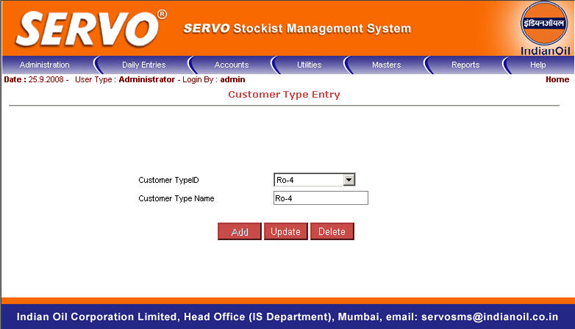 SERVO®
SERVO Stockist Management System
इंडियनऑयल
IndianOil
Administration Daily Entries Accounts Utilities Masters Reports Help
Date : 25.9.2008 - User Type : Administrator - Login By : admin Home
Customer Type Entry
Customer TypeID Ro-4
Customer Type Name Ro-4
Add Update Delete
Indian Oil Corporation Limited, Head Office (IS Department), Mumbai, email: servosms@indianoil.co.in